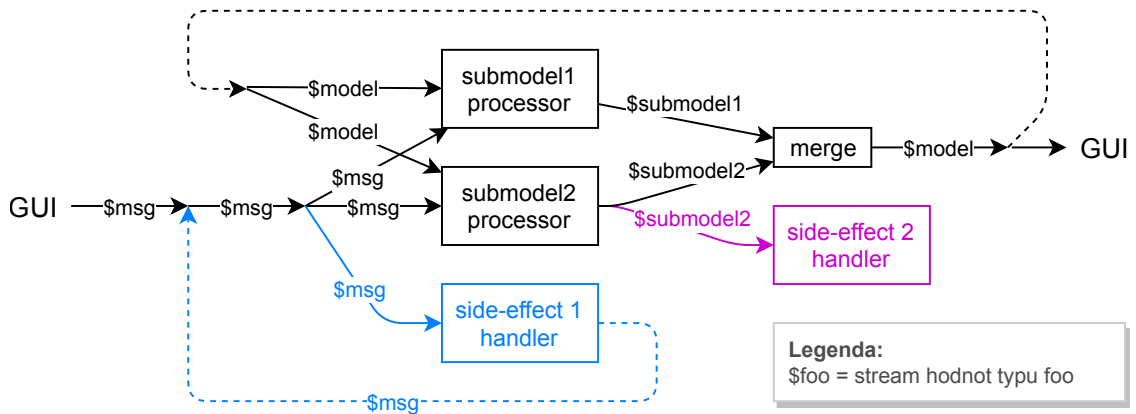 submodel1
processor
$model
$submodel1
$model
merge
$model
GUI
$msg
$submodel2
submodel2
processor
GUI
$msg
$msg
$msg
$submodel2
side-effect 2
handler
$msg
side-effect 1
handler
Legenda:
$foo = stream hodnot typu foo
$msg